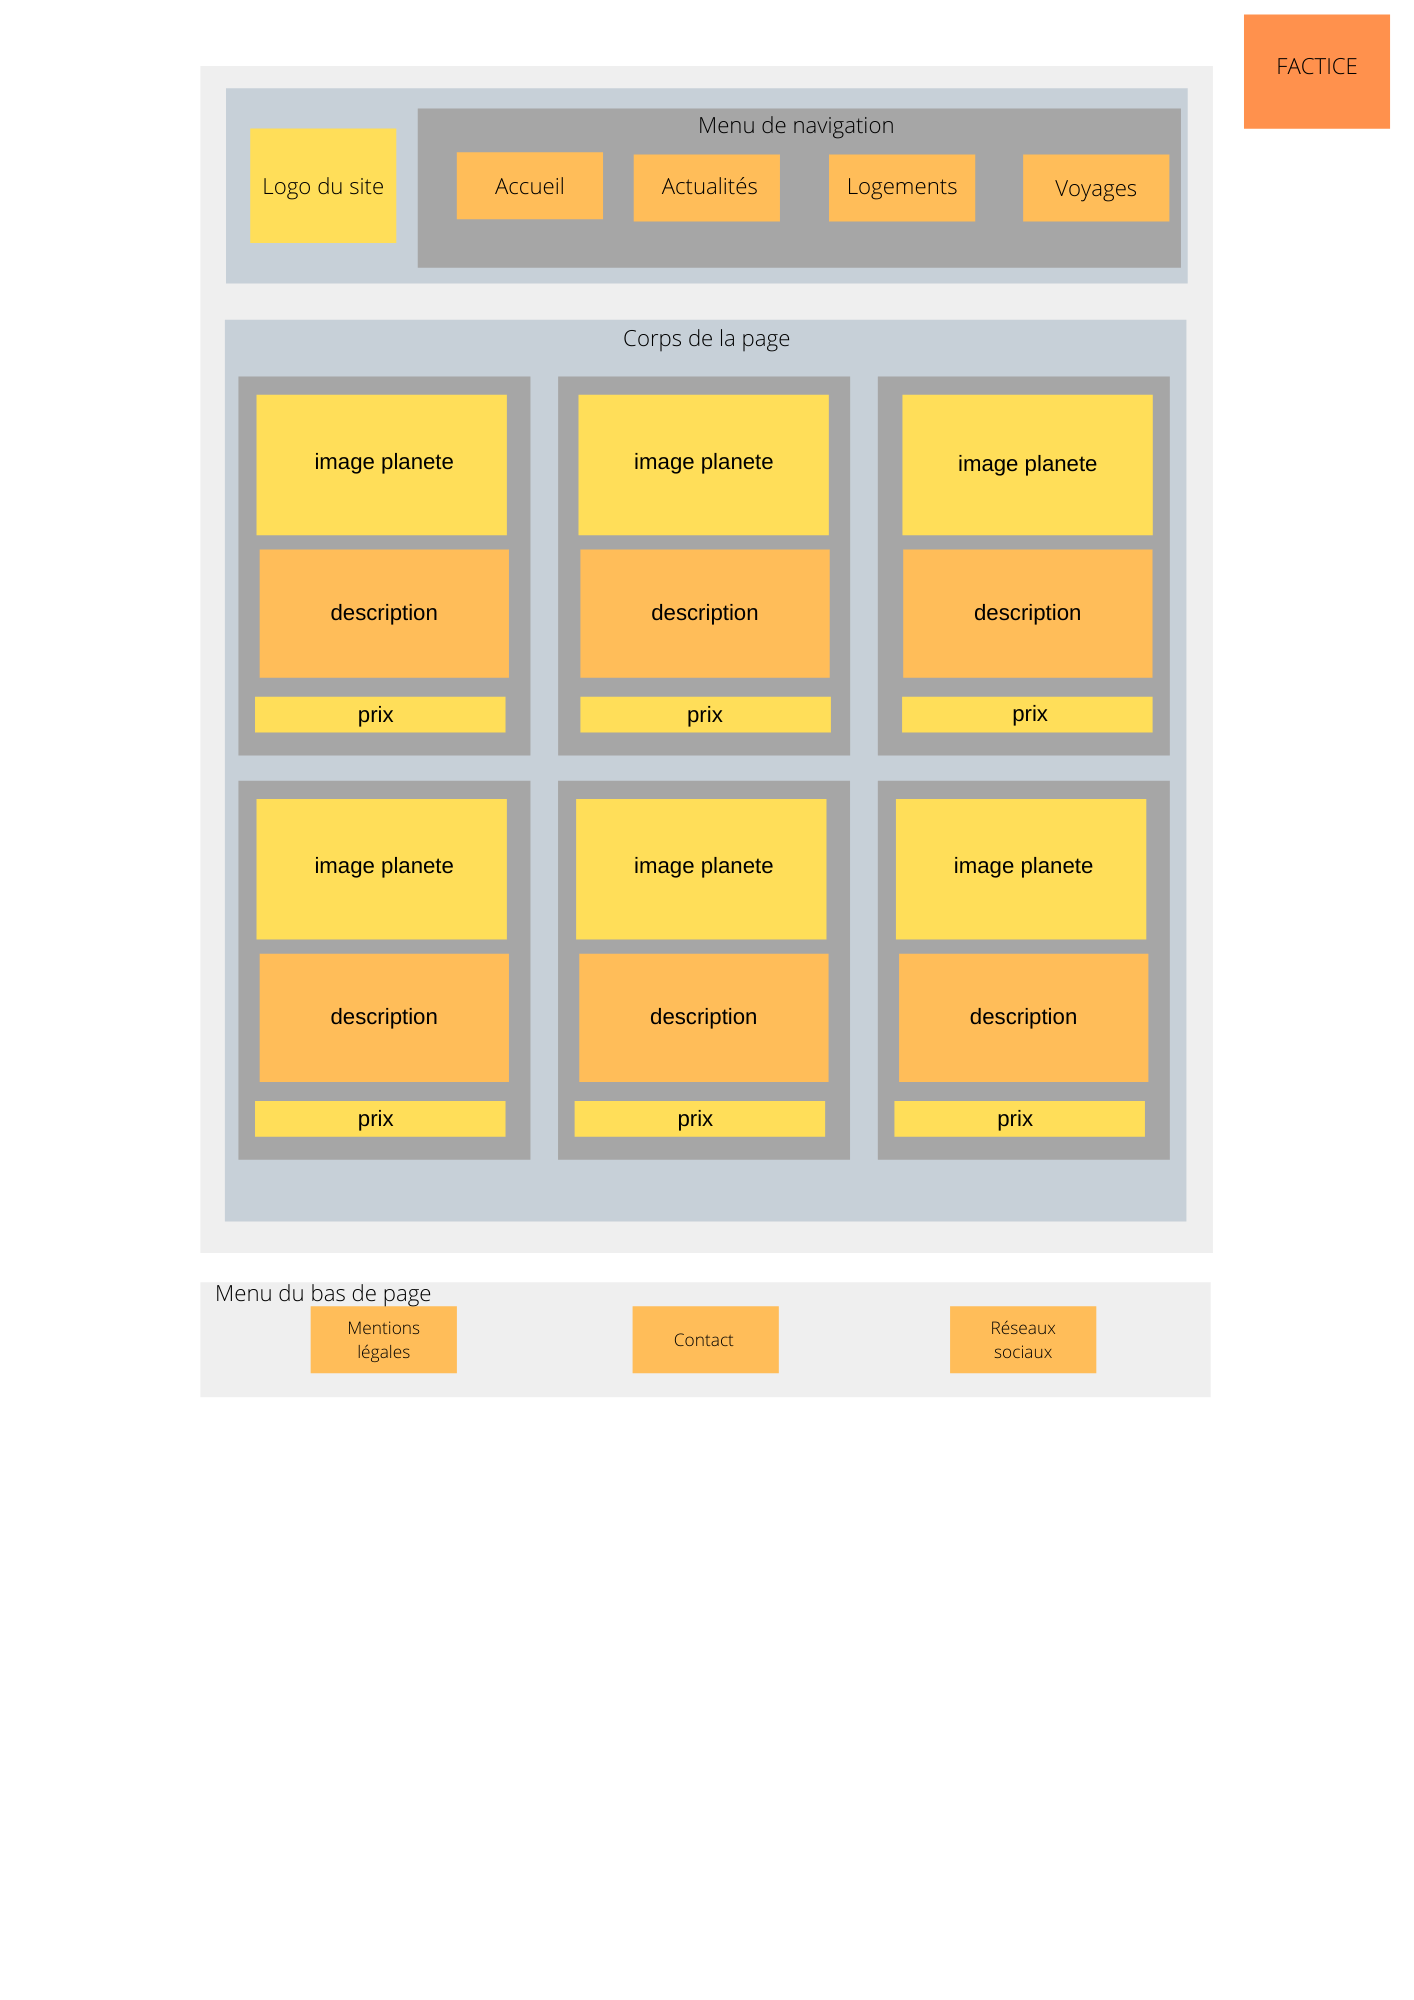 FACTICE
Menu de navigation
Logo du site
Accueil
Actualités
Logements
Voyages
Corps de la page
image planete
image planete
image planete
description
description
description
prix
prix
prix
image planete
image planete
image planete
description
description
description
prix
prix
prix
Menu du bas de page
Mentions
légales
Contact
Réseaux
sociaux